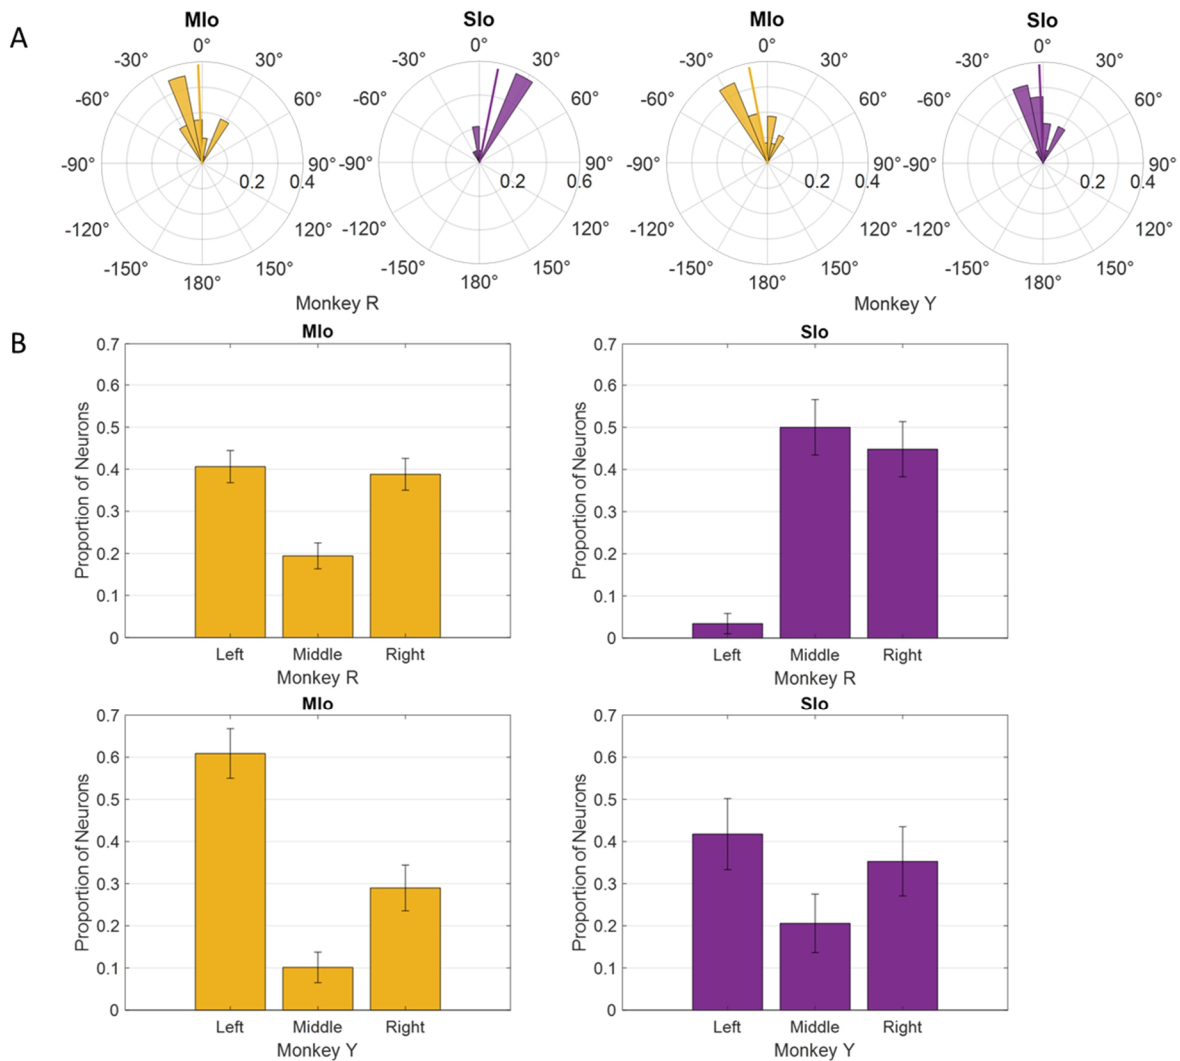 A
MIo SIo MIo SIo
0° 0° 0° 0°
-30° 30° -30° 30° -30° 30° -30° 30°
-60° 60° -60° 60° -60° 60° -60° 60°
-90° 90° -90° 90° -90° 90° -90° 90°
0.2 0.4 0.2 0.6 0.2 0.4 0.2 0.4
-120° 120° -120° 120° -120° 120° -120° 120°
-150° 150° -150° 150° -150° 150° -150° 150°
180° 180° 180° 180°
Monkey R Monkey Y
B
MIo
Proportion of Neurons
0.7
0.6
0.5
0.4
0.3
0.2
0.1
0
Left Middle Right
Monkey R
SIo
Proportion of Neurons
0.7
0.6
0.5
0.4
0.3
0.2
0.1
0
Left Middle Right
Monkey R
MIo
Proportion of Neurons
0.7
0.6
0.5
0.4
0.3
0.2
0.1
0
Left Middle Right
Monkey Y
SIo
Proportion of Neurons
0.7
0.6
0.5
0.4
0.3
0.2
0.1
0
Left Middle Right
Monkey Y